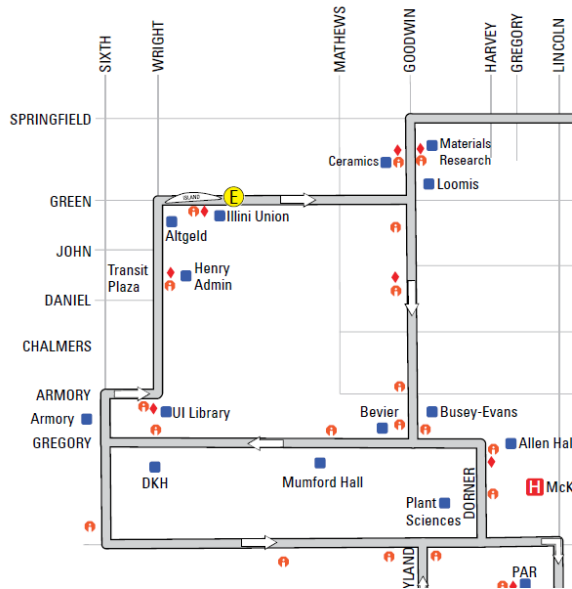 SIXTH
WRIGHT
MATHEWS
GOODWIN
HARVEY
GREGORY
LINCOLN
SPRINGFIELD
Ceramics
Materials
Research
Loomis
GREEN
ISLAND
E
Illini Union
Altgeld
JOHN
Transit
Plaza
Henry
Admin
DANIEL
CHALMERS
ARMORY
Armory
UI Library
Bevier
Busey-Evans
GREGORY
Allen Hal
DKH
Mumford Hall
DORNER
H McK
Plant
Sciences
YLAND
PAR